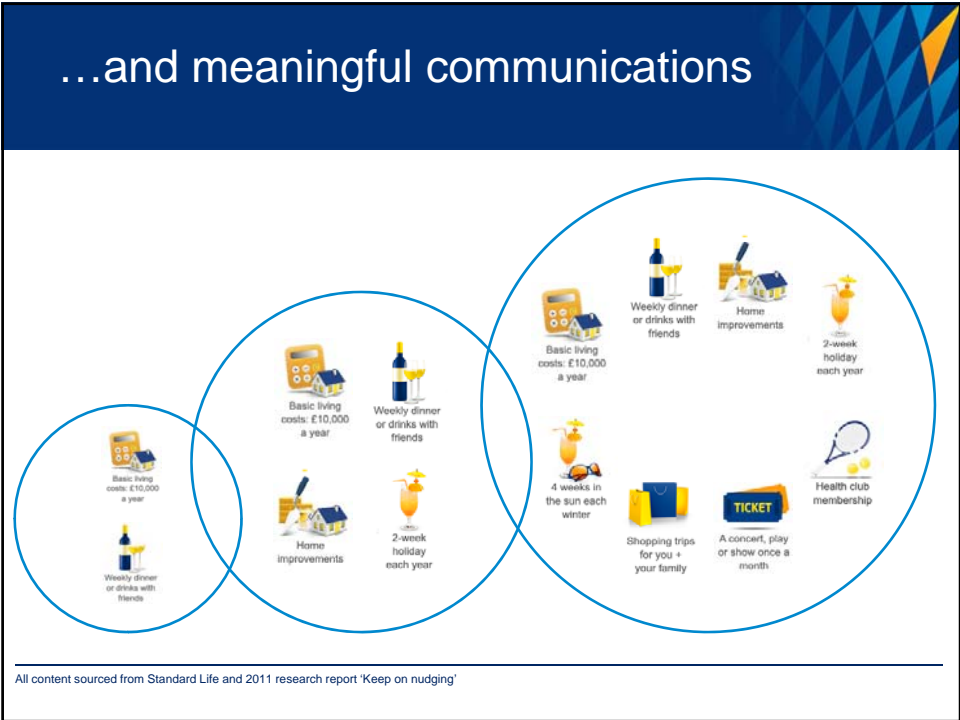 …and meaningful communications
Basic living
costs: £10,000
a year
Weekly dinner
or drinks with
friends
Basic living
costs: £10,000
a year
Weekly dinner
or drinks with
friends
Home
improvements
2-week
holiday
each year
Basic living
costs: £10,000
a year
Weekly dinner
or drinks with
friends
Home
improvements
2-week
holiday
each year
4 weeks in
the sun each
winter
Shopping trips
for you +
your family
TICKET
A concert, play
or show once a
month
Health club
membership
All content sourced from Standard Life and 2011 research report ‘Keep on nudging’